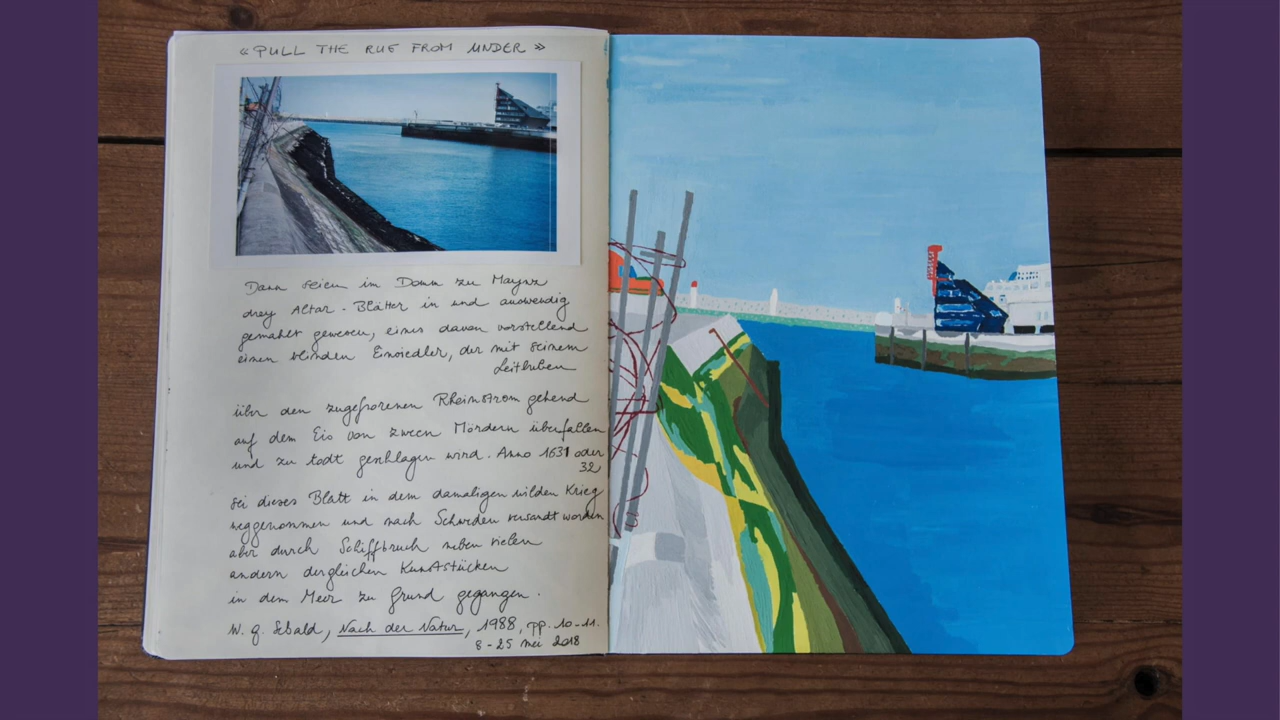 « PULL THE RUE FROM UNDER »
Dann seien im Domm zu Maynz
drey Altar-Blätter in und auswendig
gemahlt gewesen, eines davon vorstellend
einen blinden Einsiedler, der mit seinem
Leitbuben
über den zugefrorenen Rheinstrom gehend
auf dem Eis von zween Mördern überfallen
und zu todt geschlagen wird. Anno 1631 oder
32
sei dieses Blatt in dem damaligen wilden Krieg
weggenommen und nach Schweden versandt worden
aber durch Schiffbruch neben vielen
andern dergleichen Kunststücken
in dem Meer zu Grund gegangen.
W. G. Sebald, Nach der Natur, 1988, pp. 10-11.
8-25 mei 2018